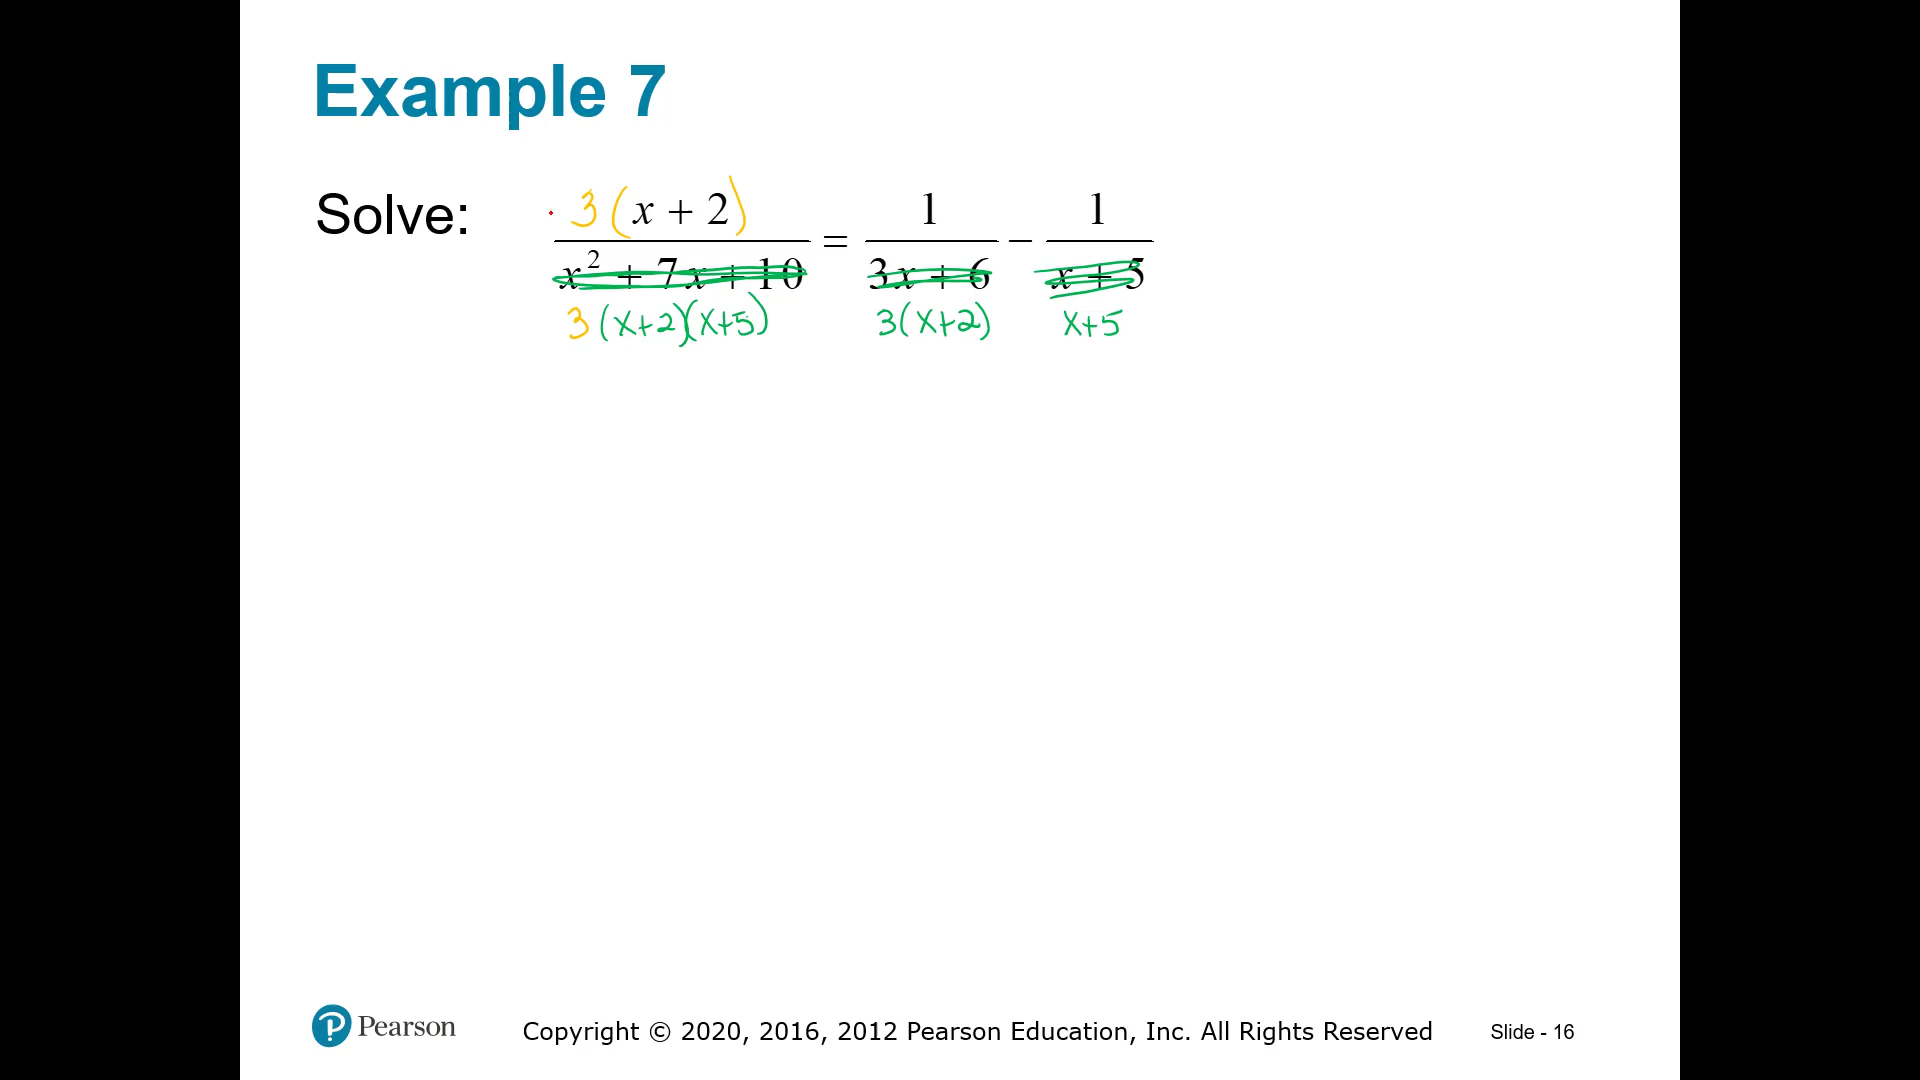 Example 7
Solve: 3(x + 2) / x² + 7x + 10 = 1 / 3x + 6 − 1 / x + 5
3(x+2)(x+5) 3(x+2) x+5
Pearson Copyright © 2020, 2016, 2012 Pearson Education, Inc. All Rights Reserved Slide - 16